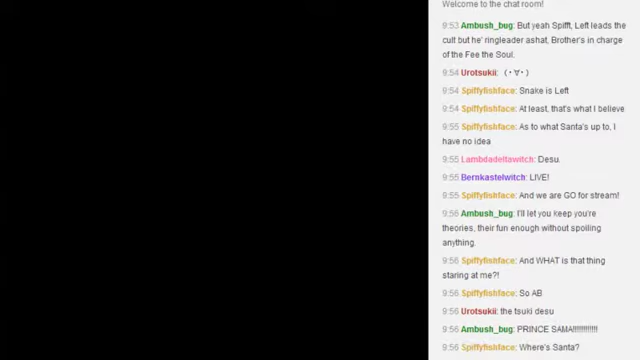 Welcome to the chat room!
9:53 Ambush_bug: But yeah Spifft, Left leads the
cult but he' ringleader ashat, Brother's in charge
of the Fee the Soul.
9:54 Urotsukii: (・∀・)
9:54 Spiffyfishface: Snake is Left
9:54 Spiffyfishface: At least, that's what I believe
9:55 Spiffyfishface: As to what Santa's up to, I
have no idea
9:55 Lambdadeltawitch: Desu.
9:55 Bernkastelwitch: LIVE!
9:55 Spiffyfishface: And we are GO for stream!
9:56 Ambush_bug: I'll let you keep you're
theories, their fun enough without spoiling
anything.
9:56 Spiffyfishface: And WHAT is that thing
staring at me?!
9:56 Spiffyfishface: So AB
9:56 Urotsukii: the tsuki desu
9:56 Ambush_bug: PRINCE SAMA!!!!!!!!!!!!
9:56 Spiffyfishface: Where's Santa?